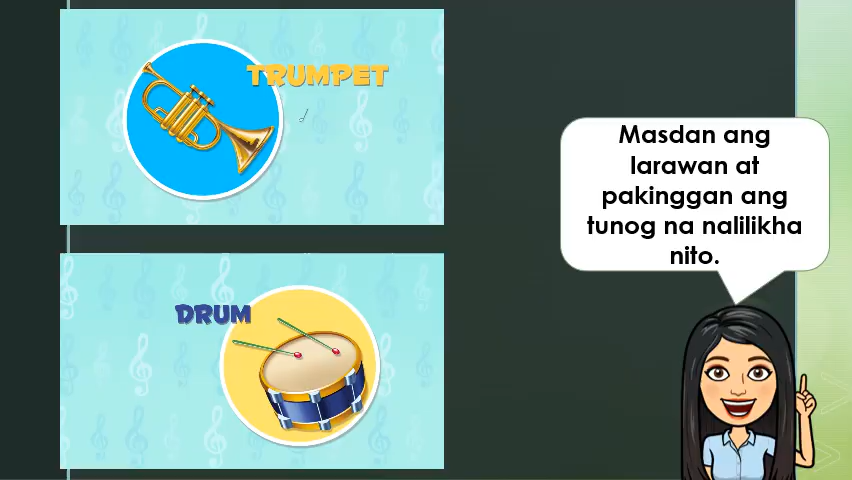 TRUMPET
DRUM
Masdan ang
larawan at
pakinggan ang
tunog na nalilikha
nito.